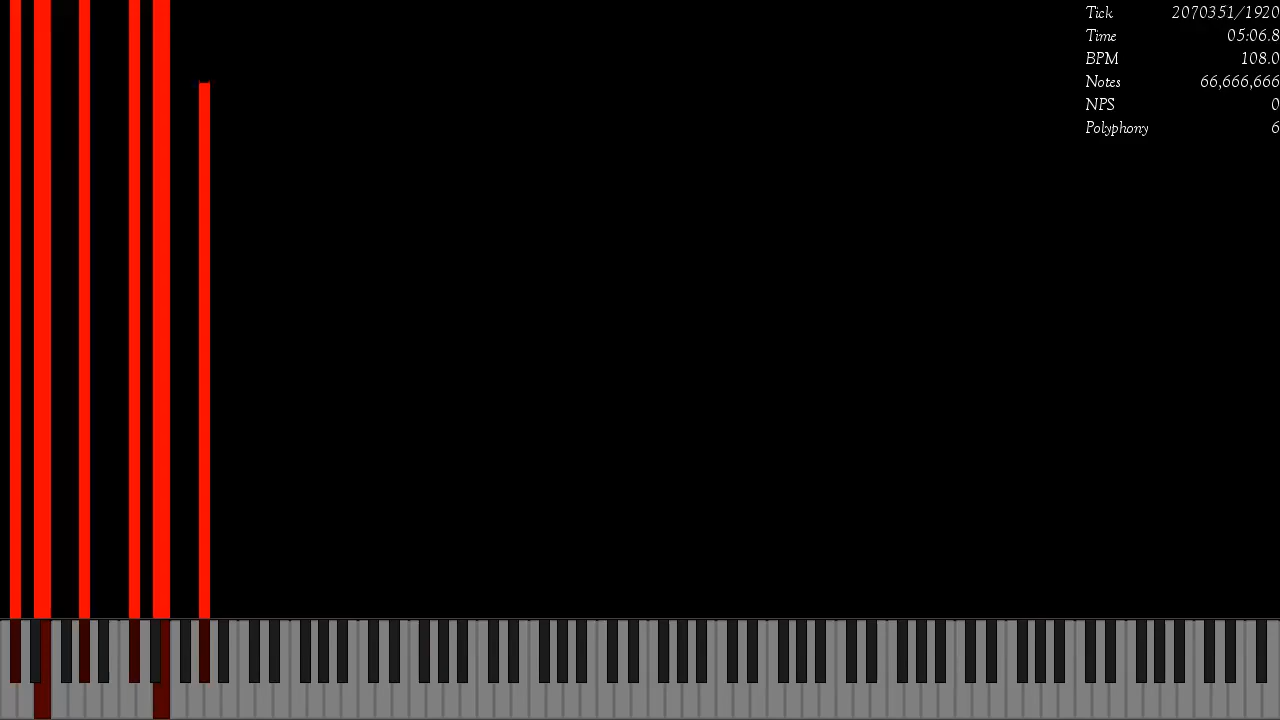 Tick 2070351/1920
Time 05:06.8
BPM 108.0
Notes 66,666,666
NPS 0
Polyphony 6